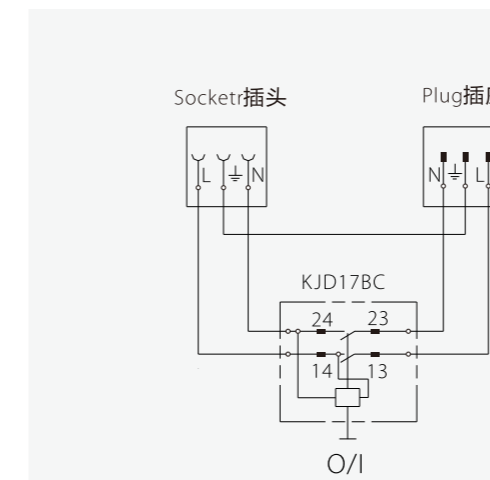 Socketr插头
Plug插
L N
N L
KJD17BC
24 23
14 13
O/I